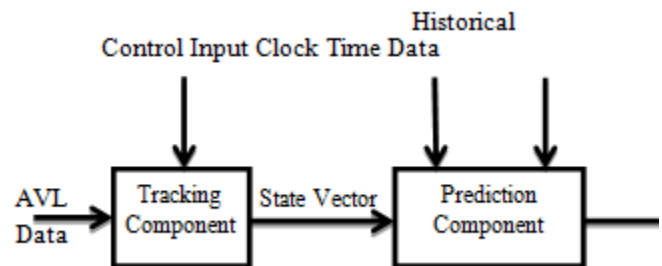 Historical
Control Input Clock Time Data
AVL
Data
Tracking
Component
State Vector
Prediction
Component